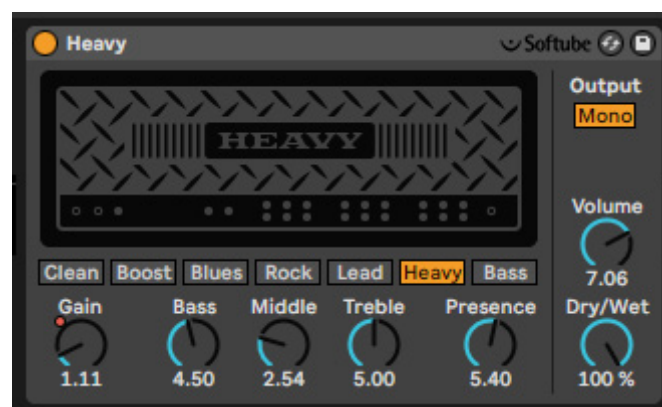 Heavy Softube
Output
Mono
HEAVY
Volume
7.06
Clean Boost Blues Rock Lead Heavy Bass
Gain Bass Middle Treble Presence Dry/Wet
1.11 4.50 2.54 5.00 5.40 100 %